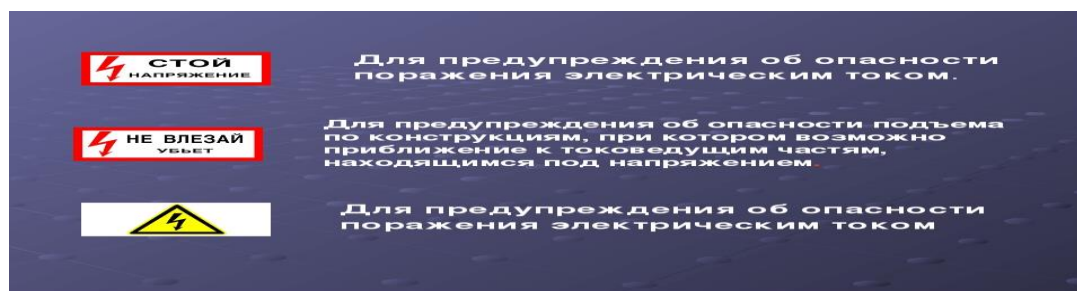 СТОЙ
НАПРЯЖЕНИЕ
Для предупреждения об опасности
поражения электрическим током.
НЕ ВЛЕЗАЙ
УБЬЕТ
Для предупреждения об опасности подъема
по конструкциям, при котором возможно
приближение к токоведущим частям,
находящимся под напряжением.
Для предупреждения об опасности
поражения электрическим током